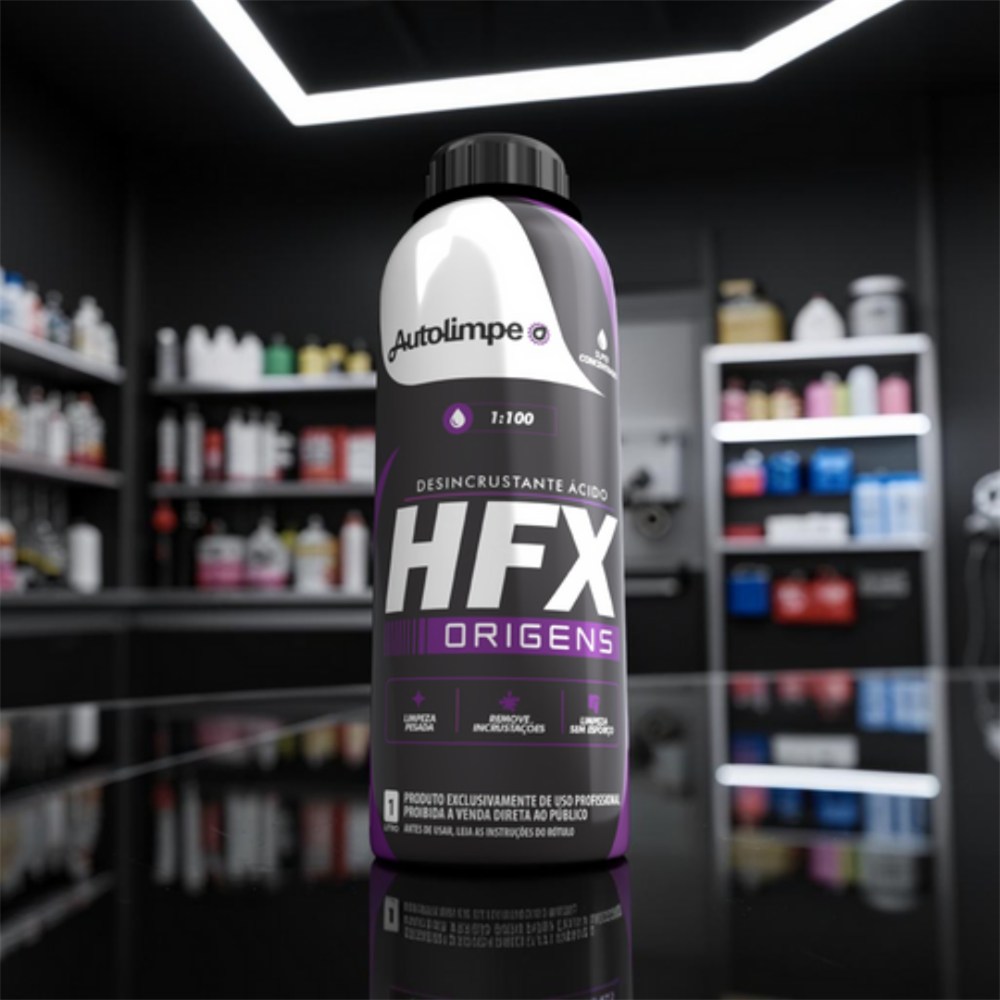 Autolimpe
SUPER
CONCENTRADO
1:100
DESINCRUSTANTE ÁCIDO
HFX
ORIGENS
LIMPEZA
PESADA
REMOVE
INCRUSTAÇÕES
LIMPEZA
SEM ESFORÇO
1
LITRO
PRODUTO EXCLUSIVAMENTE DE USO PROFISSIONAL
PROIBIDA A VENDA DIRETA AO PÚBLICO
ANTES DE USAR, LEIA AS INSTRUÇÕES DO RÓTULO